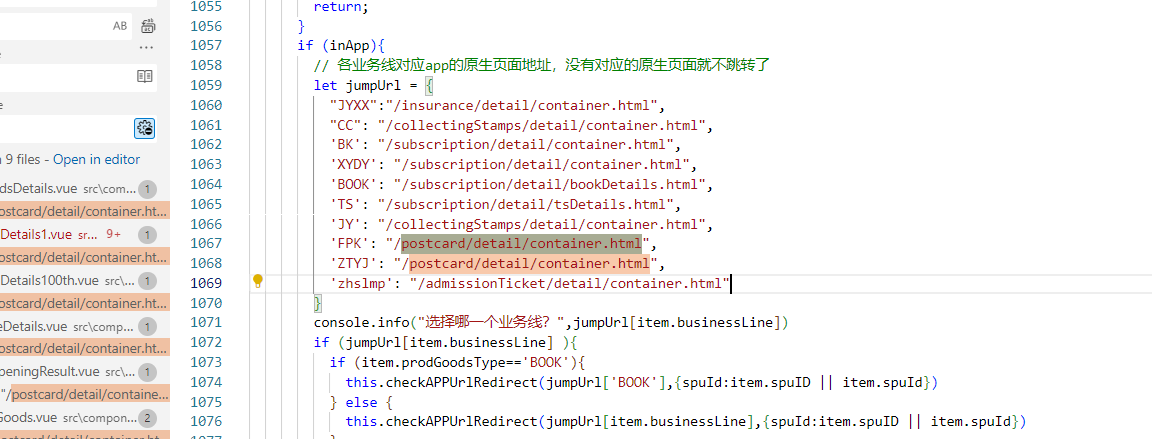 AB
9 files - Open in editor
dsDetails.vue src\com... 1
ostcard/detail/container.ht...
Details1.vue sr... 9+ 1
ostcard/detail/container.ht...
Details100th.vue src\... 1
ostcard/detail/container.ht...
eDetails.vue src\comp... 1
ostcard/detail/container.ht...
peningResult.vue src\... 1
"/postcard/detail/containe...
Goods.vue src\compon... 2
1055 return;
1056 }
1057 if (inApp){
1058 // 各业务线对应app的原生页面地址，没有对应的原生页面就不跳转了
1059 let jumpUrl = {
1060 "JYXX":"/insurance/detail/container.html",
1061 "CC": "/collectingStamps/detail/container.html",
1062 'BK': "/subscription/detail/container.html",
1063 'XYDY': "/subscription/detail/container.html",
1064 'BOOK': "/subscription/detail/bookDetails.html",
1065 'TS': "/subscription/detail/tsDetails.html",
1066 'JY': "/collectingStamps/detail/container.html",
1067 'FPK': "/postcard/detail/container.html",
1068 'ZTYJ': "/postcard/detail/container.html",
1069 'zhslmp': "/admissionTicket/detail/container.html"
1070 }
1071 console.info("选择哪一个业务线？",jumpUrl[item.businessLine])
1072 if (jumpUrl[item.businessLine] ){
1073 if (item.prodGoodsType=='BOOK'){
1074 this.checkAPPUrlRedirect(jumpUrl['BOOK'],{spuId:item.spuID || item.spuId})
1075 } else {
1076 this.checkAPPUrlRedirect(jumpUrl[item.businessLine],{spuId:item.spuID || item.spuId})